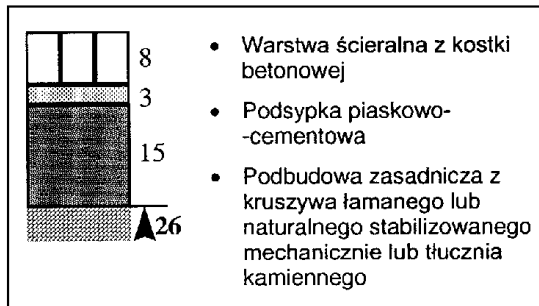 8
3
15
26
• Warstwa ścieralna z kostki
betonowej
• Podsypka piaskowo-
-cementowa
• Podbudowa zasadnicza z
kruszywa łamanego lub
naturalnego stabilizowanego
mechanicznie lub tłucznia
kamiennego